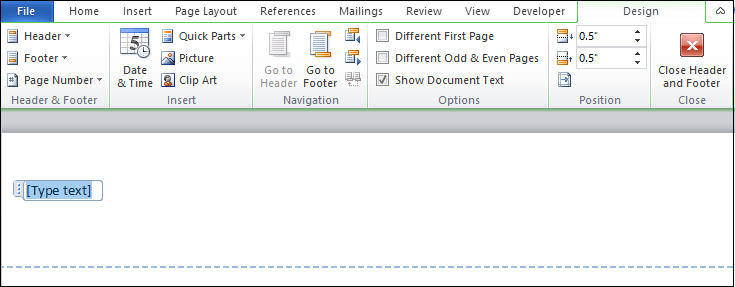 File Home Insert Page Layout References Mailings Review View Developer Design
Header Quick Parts Different First Page 0.5"
Footer Picture Different Odd & Even Pages 0.5"
Page Number Clip Art Show Document Text
5
Date
& Time
Go to
Header
Go to
Footer
Close Header
and Footer
Header & Footer Insert Navigation Options Position Close
[Type text]